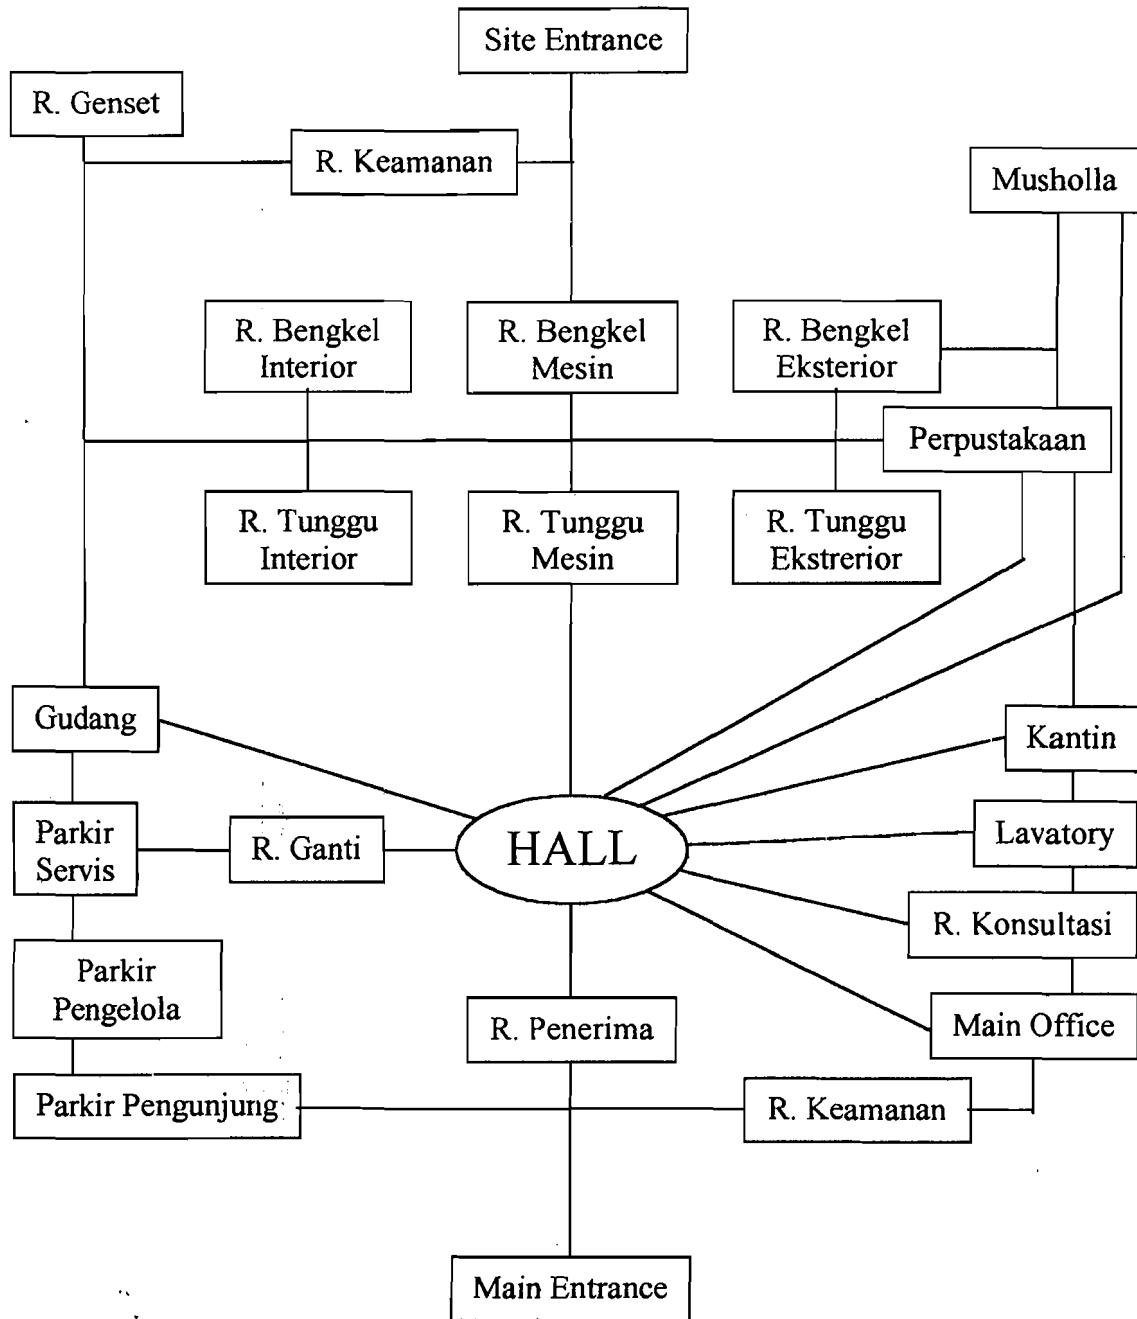 Site Entrance
R. Genset
R. Keamanan
Musholla
R. Bengkel
Interior
R. Bengkel
Mesin
R. Bengkel
Eksterior
Perpustakaan
R. Tunggu
Interior
R. Tunggu
Mesin
R. Tunggu
Ekstrerior
Gudang
Kantin
Parkir
Servis
R. Ganti
HALL
Lavatory
R. Konsultasi
Parkir
Pengelola
R. Penerima
Main Office
Parkir Pengunjung
R. Keamanan
Main Entrance